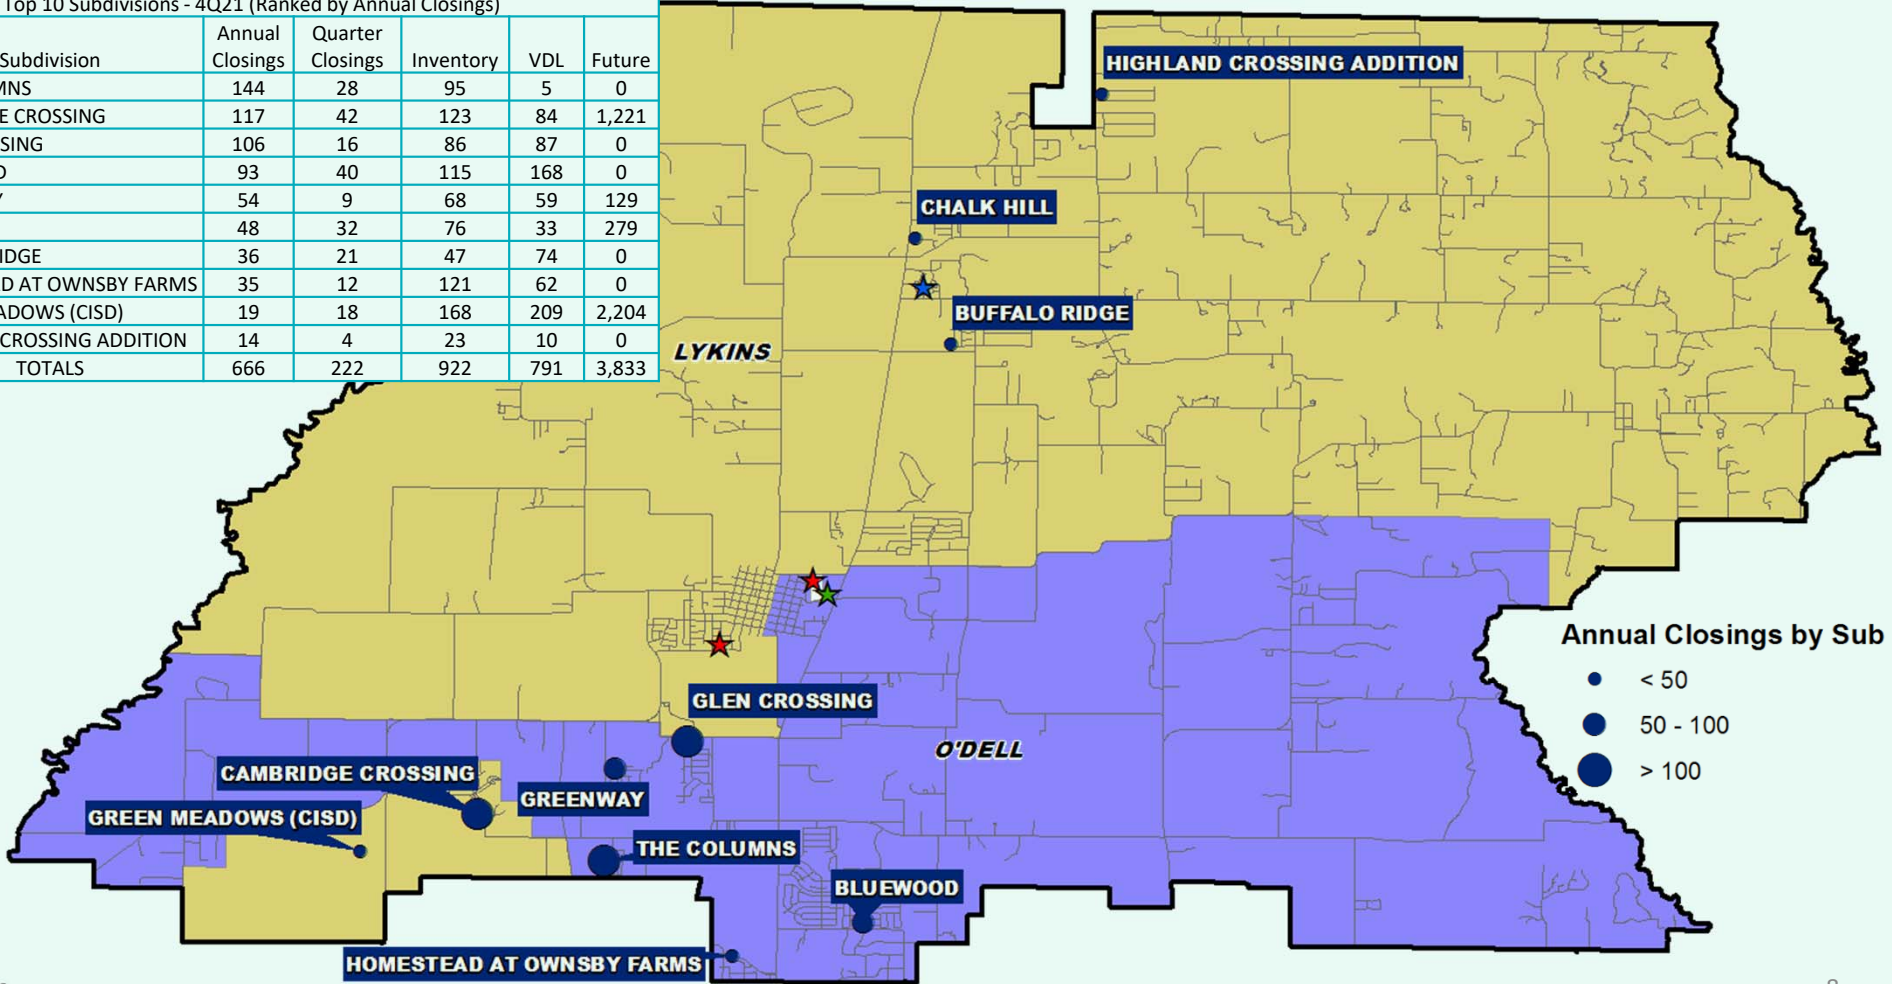 Top 10 Subdivisions - 4Q21 (Ranked by Annual Closings)
Subdivision Annual Closings Quarter Closings Inventory VDL Future
MNS 144 28 95 5 0
E CROSSING 117 42 123 84 1,221
SING 106 16 86 87 0
D 93 40 115 168 0
Y 54 9 68 59 129
48 32 76 33 279
IDGE 36 21 47 74 0
D AT OWNSBY FARMS 35 12 121 62 0
ADOWS (CISD) 19 18 168 209 2,204
CROSSING ADDITION 14 4 23 10 0
TOTALS 666 222 922 791 3,833
HIGHLAND CROSSING ADDITION
CHALK HILL
BUFFALO RIDGE
LYKINS
Annual Closings by Sub
< 50
50 - 100
> 100
GLEN CROSSING
O'DELL
CAMBRIDGE CROSSING
GREENWAY
GREEN MEADOWS (CISD)
THE COLUMNS
BLUEWOOD
HOMESTEAD AT OWNSBY FARMS